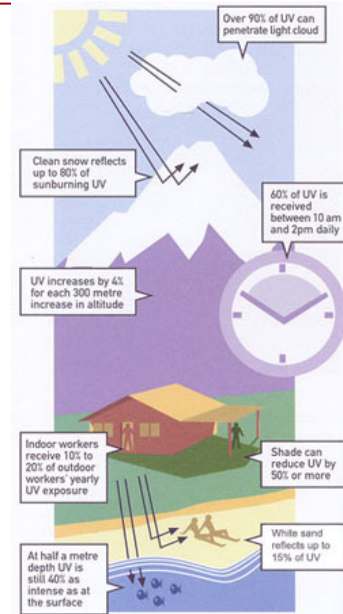 Over 90% of UV can
penetrate light cloud
Clean snow reflects
up to 80% of
sunburning UV
60% of UV is
received
between 10 am
and 2pm daily
UV increases by 4%
for each 300 metre
increase in altitude
Indoor workers
receive 10% to
20% of outdoor
workers' yearly
UV exposure
Shade can
reduce UV by
50% or more
White sand
reflects up to
15% of UV
At half a metre
depth UV is
still 40% as
intense as at
the surface